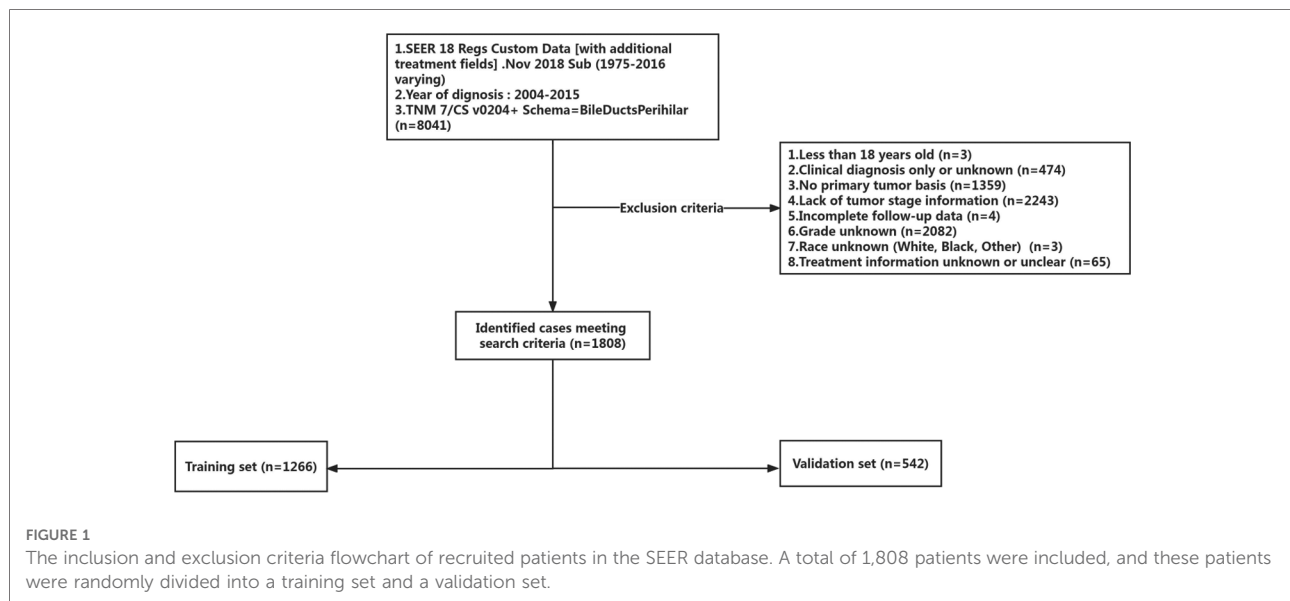 1.SEER 18 Regs Custom Data [with additional
treatment fields] .Nov 2018 Sub (1975-2016
varying)
2.Year of dignosis : 2004-2015
3.TNM 7/CS v0204+ Schema=BileDuctsPerihilar
(n=8041)
1.Less than 18 years old (n=3)
2.Clinical diagnosis only or unknown (n=474)
3.No primary tumor basis (n=1359)
4.Lack of tumor stage information (n=2243)
5.Incomplete follow-up data (n=4)
6.Grade unknown (n=2082)
7.Race unknown (White, Black, Other) (n=3)
8.Treatment information unknown or unclear (n=65)
Exclusion criteria
Identified cases meeting
search criteria (n=1808)
Training set (n=1266)
Validation set (n=542)
FIGURE 1
The inclusion and exclusion criteria flowchart of recruited patients in the SEER database. A total of 1,808 patients were included, and these patients
were randomly divided into a training set and a validation set.